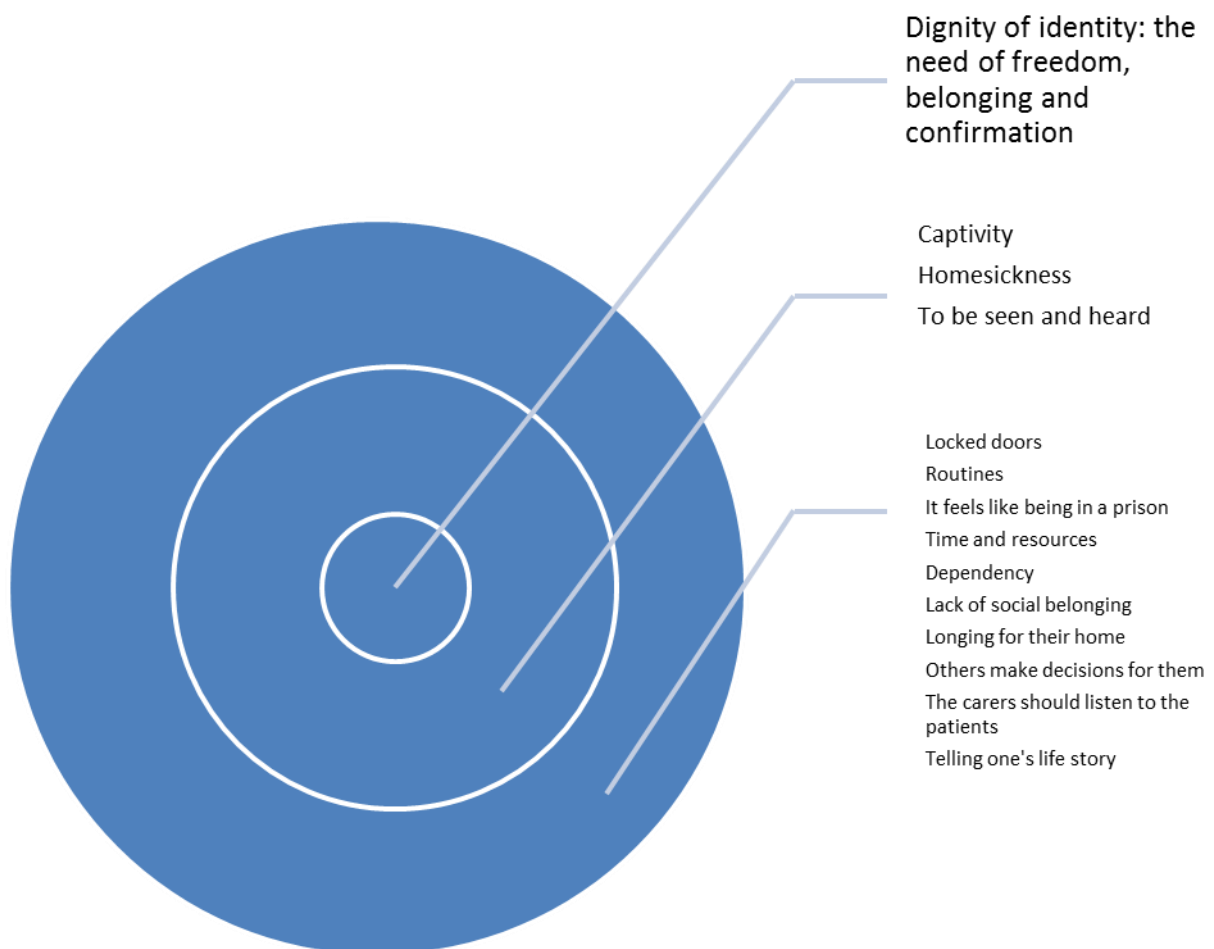 Dignity of identity: the
need of freedom,
belonging and
confirmation
Captivity
Homesickness
To be seen and heard
Locked doors
Routines
It feels like being in a prison
Time and resources
Dependency
Lack of social belonging
Longing for their home
Others make decisions for them
The carers should listen to the
patients
Telling one's life story